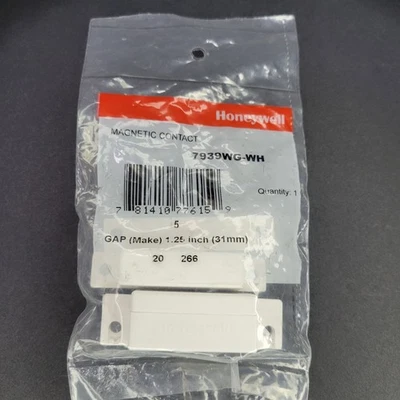 Honeywell
MAGNETIC CONTACT
7939WG-WH
Quantity: 1
7 81410 77615 9
5
GAP (Make) 1.25 inch (31mm)
20 266